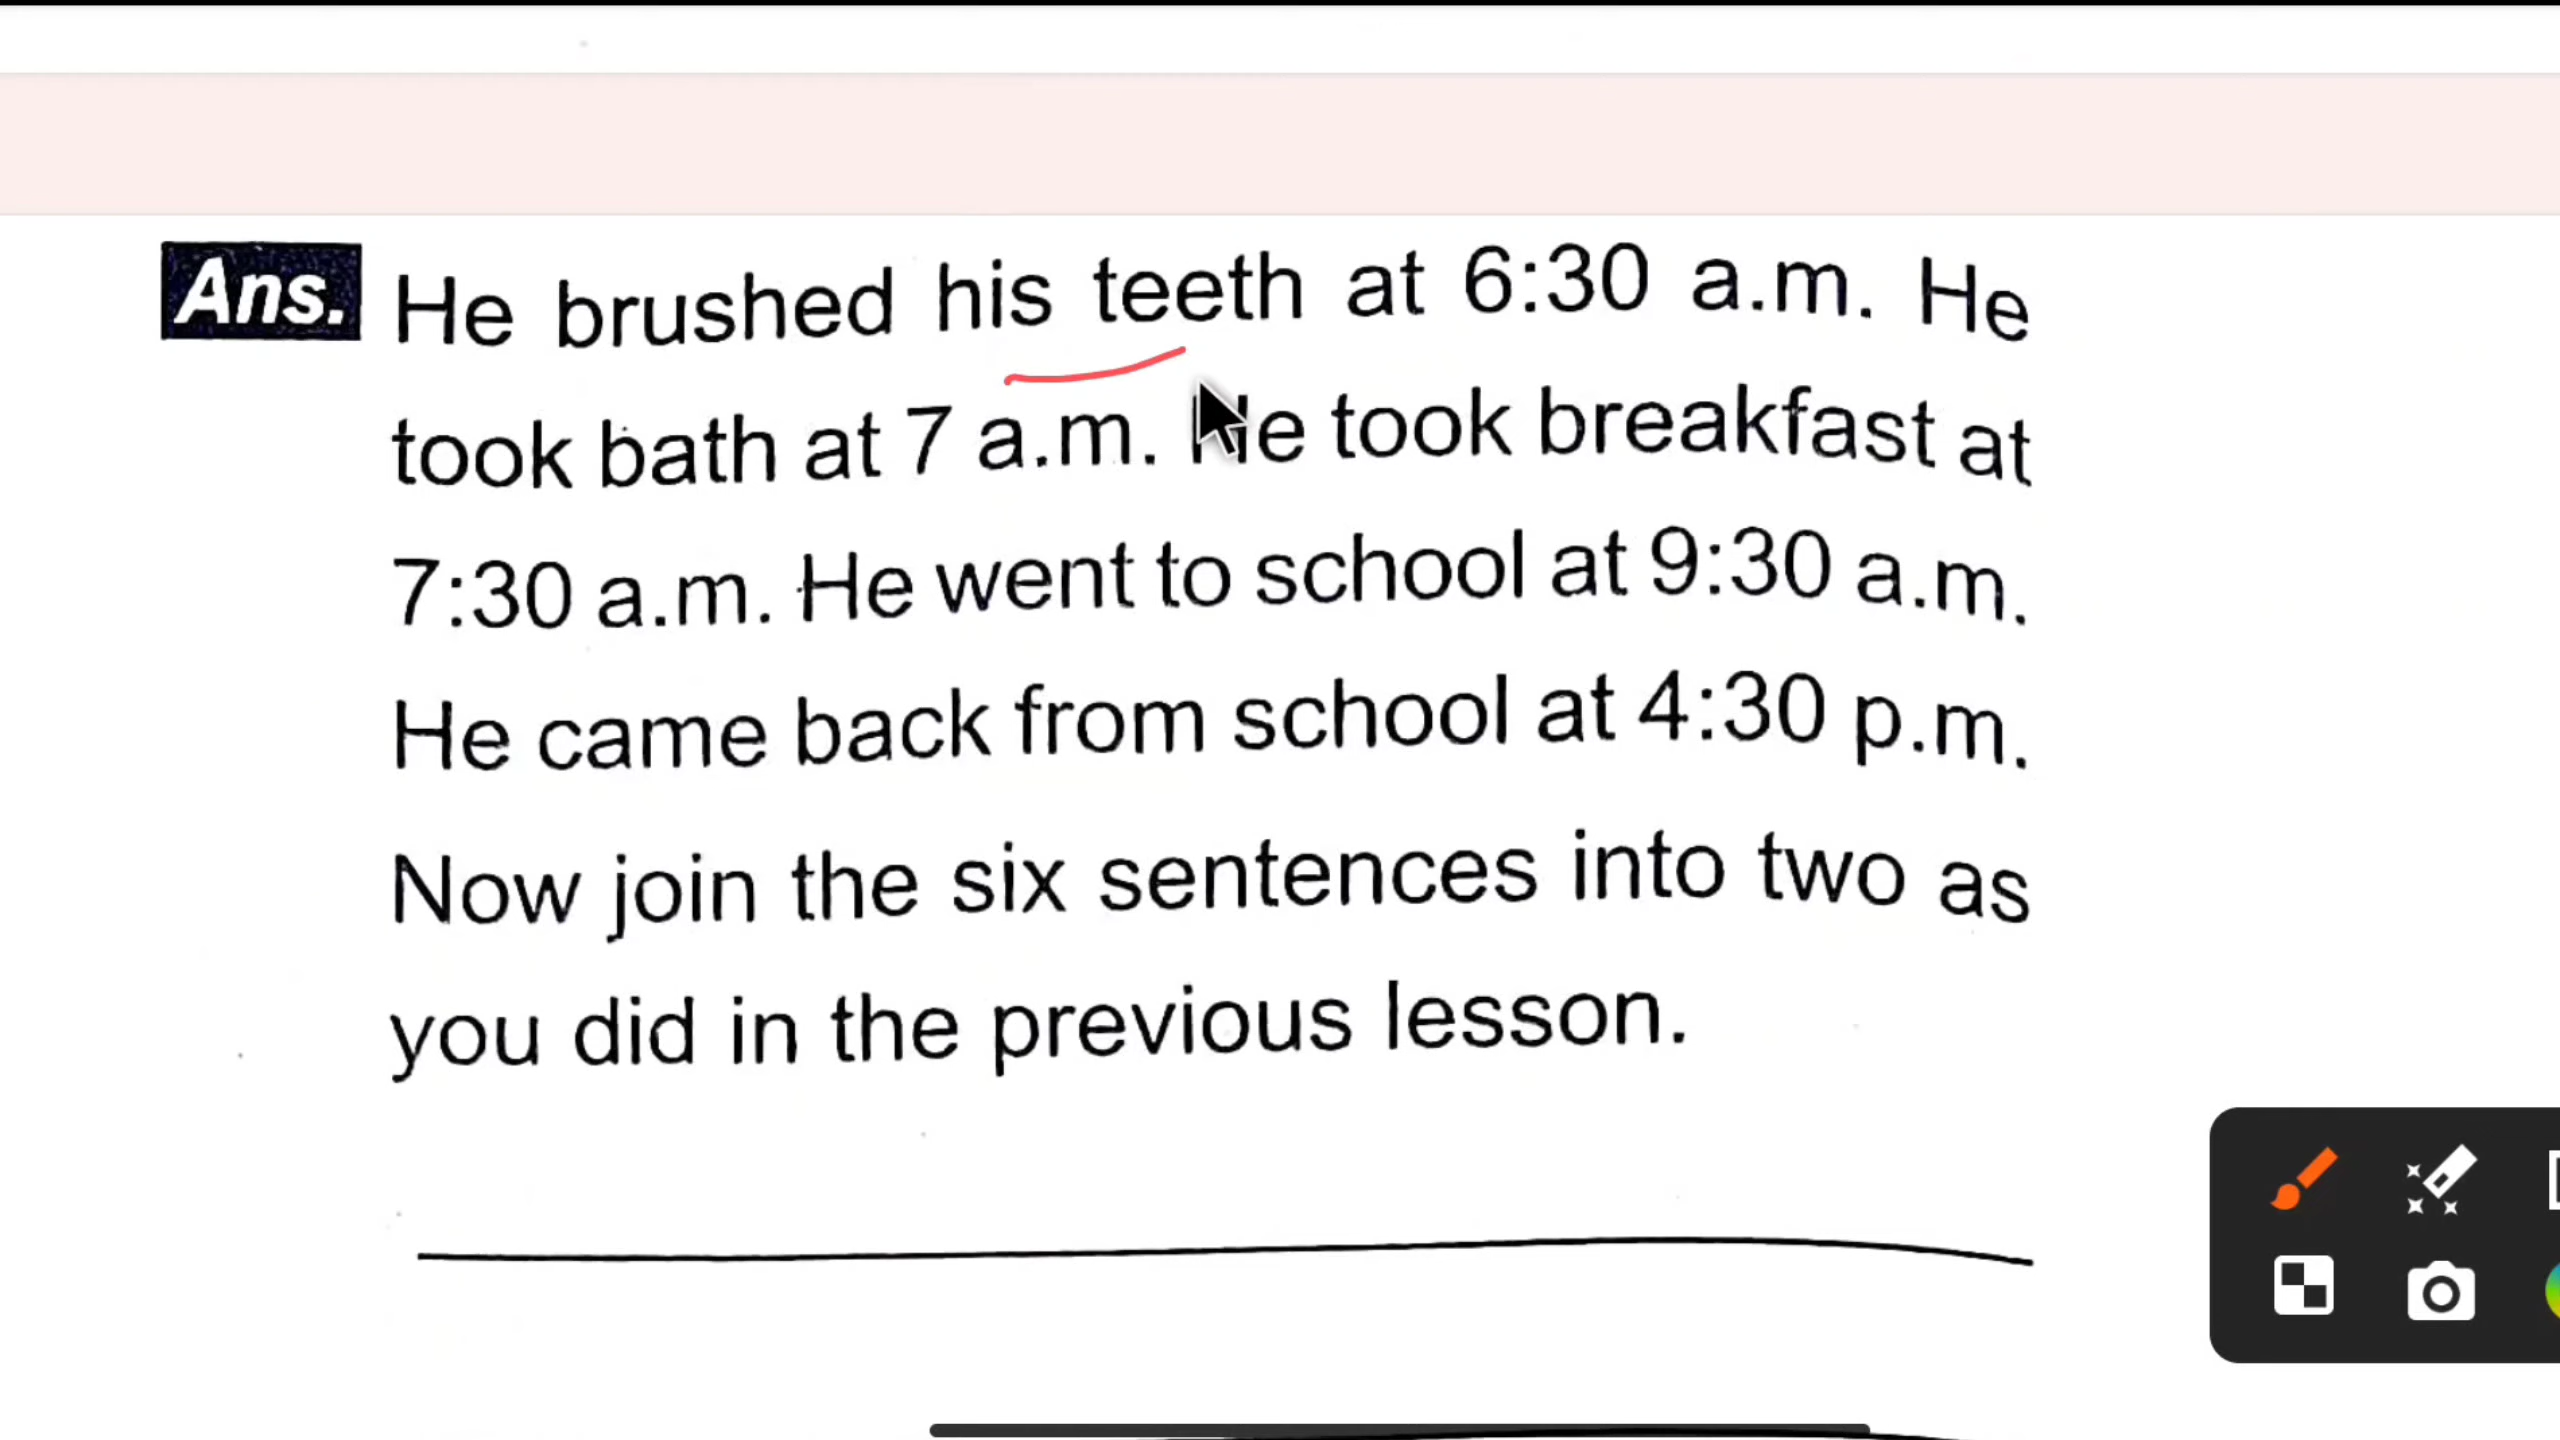 Ans. He brushed his teeth at 6:30 a.m. He
took bath at 7 a.m. He took breakfast at
7:30 a.m. He went to school at 9:30 a.m.
He came back from school at 4:30 p.m.
Now join the six sentences into two as
you did in the previous lesson.